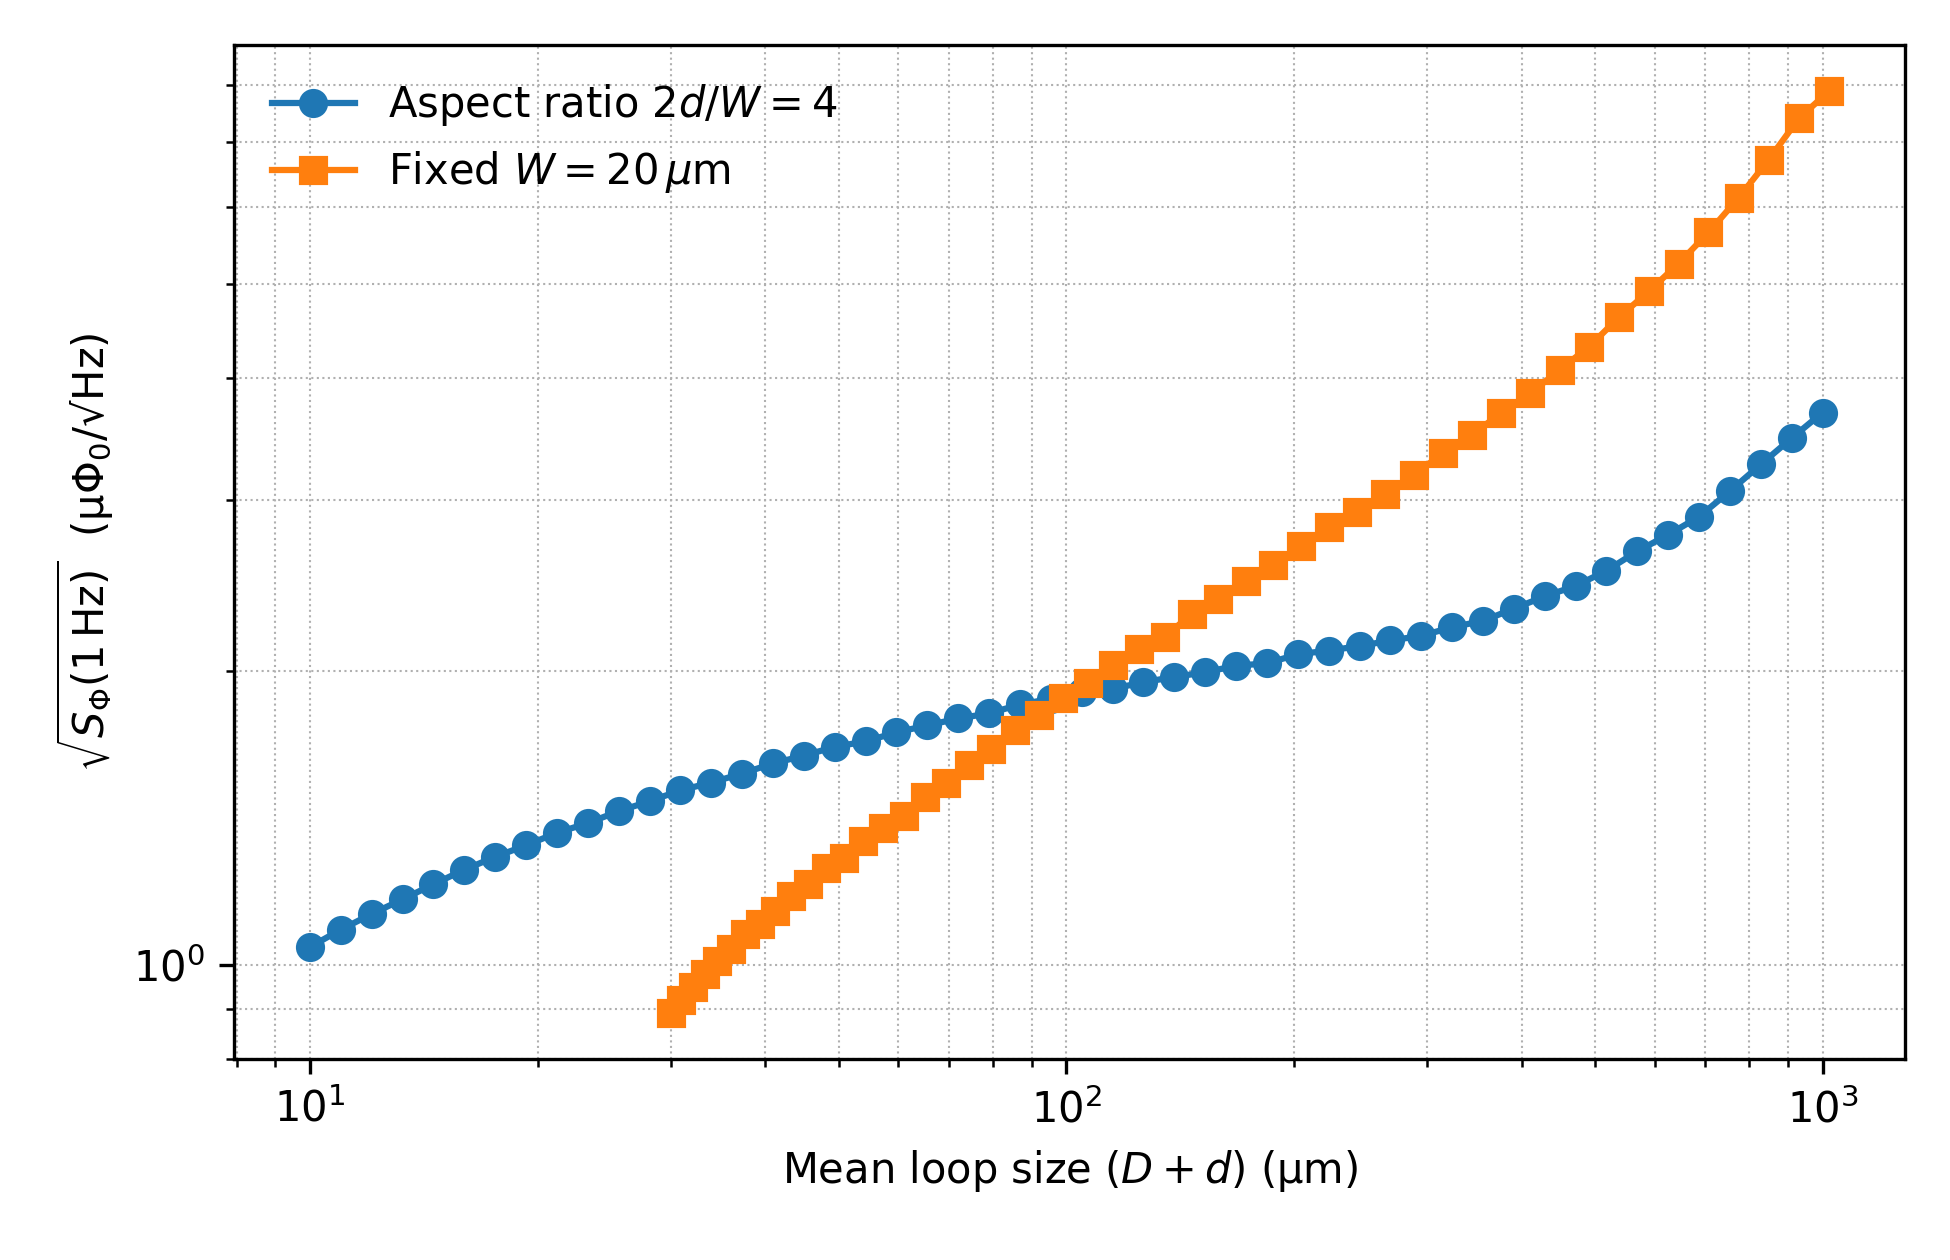 Aspect ratio 2d/W = 4
Fixed W = 20 μm
√S_Φ(1 Hz) (μΦ₀/√Hz)
10⁰
10¹
10²
10³
Mean loop size (D + d) (μm)